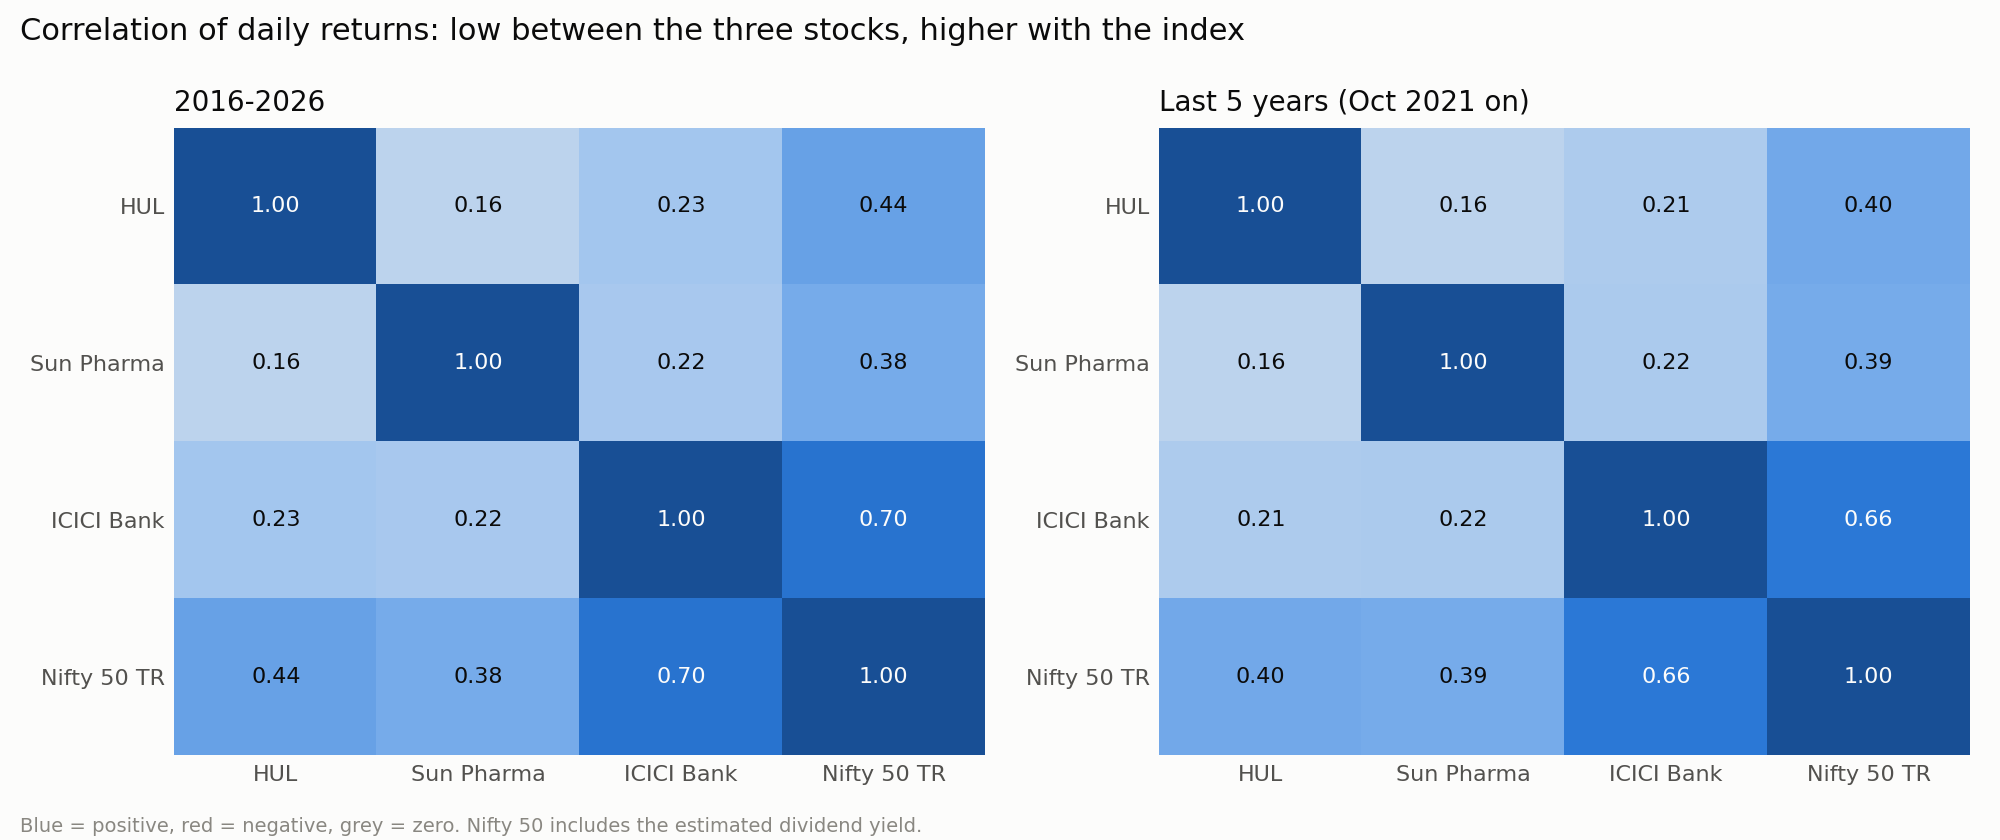 Correlation of daily returns: low between the three stocks, higher with the index
2016-2026
HUL 1.00 0.16 0.23 0.44
Sun Pharma 0.16 1.00 0.22 0.38
ICICI Bank 0.23 0.22 1.00 0.70
Nifty 50 TR 0.44 0.38 0.70 1.00
HUL Sun Pharma ICICI Bank Nifty 50 TR
Last 5 years (Oct 2021 on)
HUL 1.00 0.16 0.21 0.40
Sun Pharma 0.16 1.00 0.22 0.39
ICICI Bank 0.21 0.22 1.00 0.66
Nifty 50 TR 0.40 0.39 0.66 1.00
HUL Sun Pharma ICICI Bank Nifty 50 TR
Blue = positive, red = negative, grey = zero. Nifty 50 includes the estimated dividend yield.